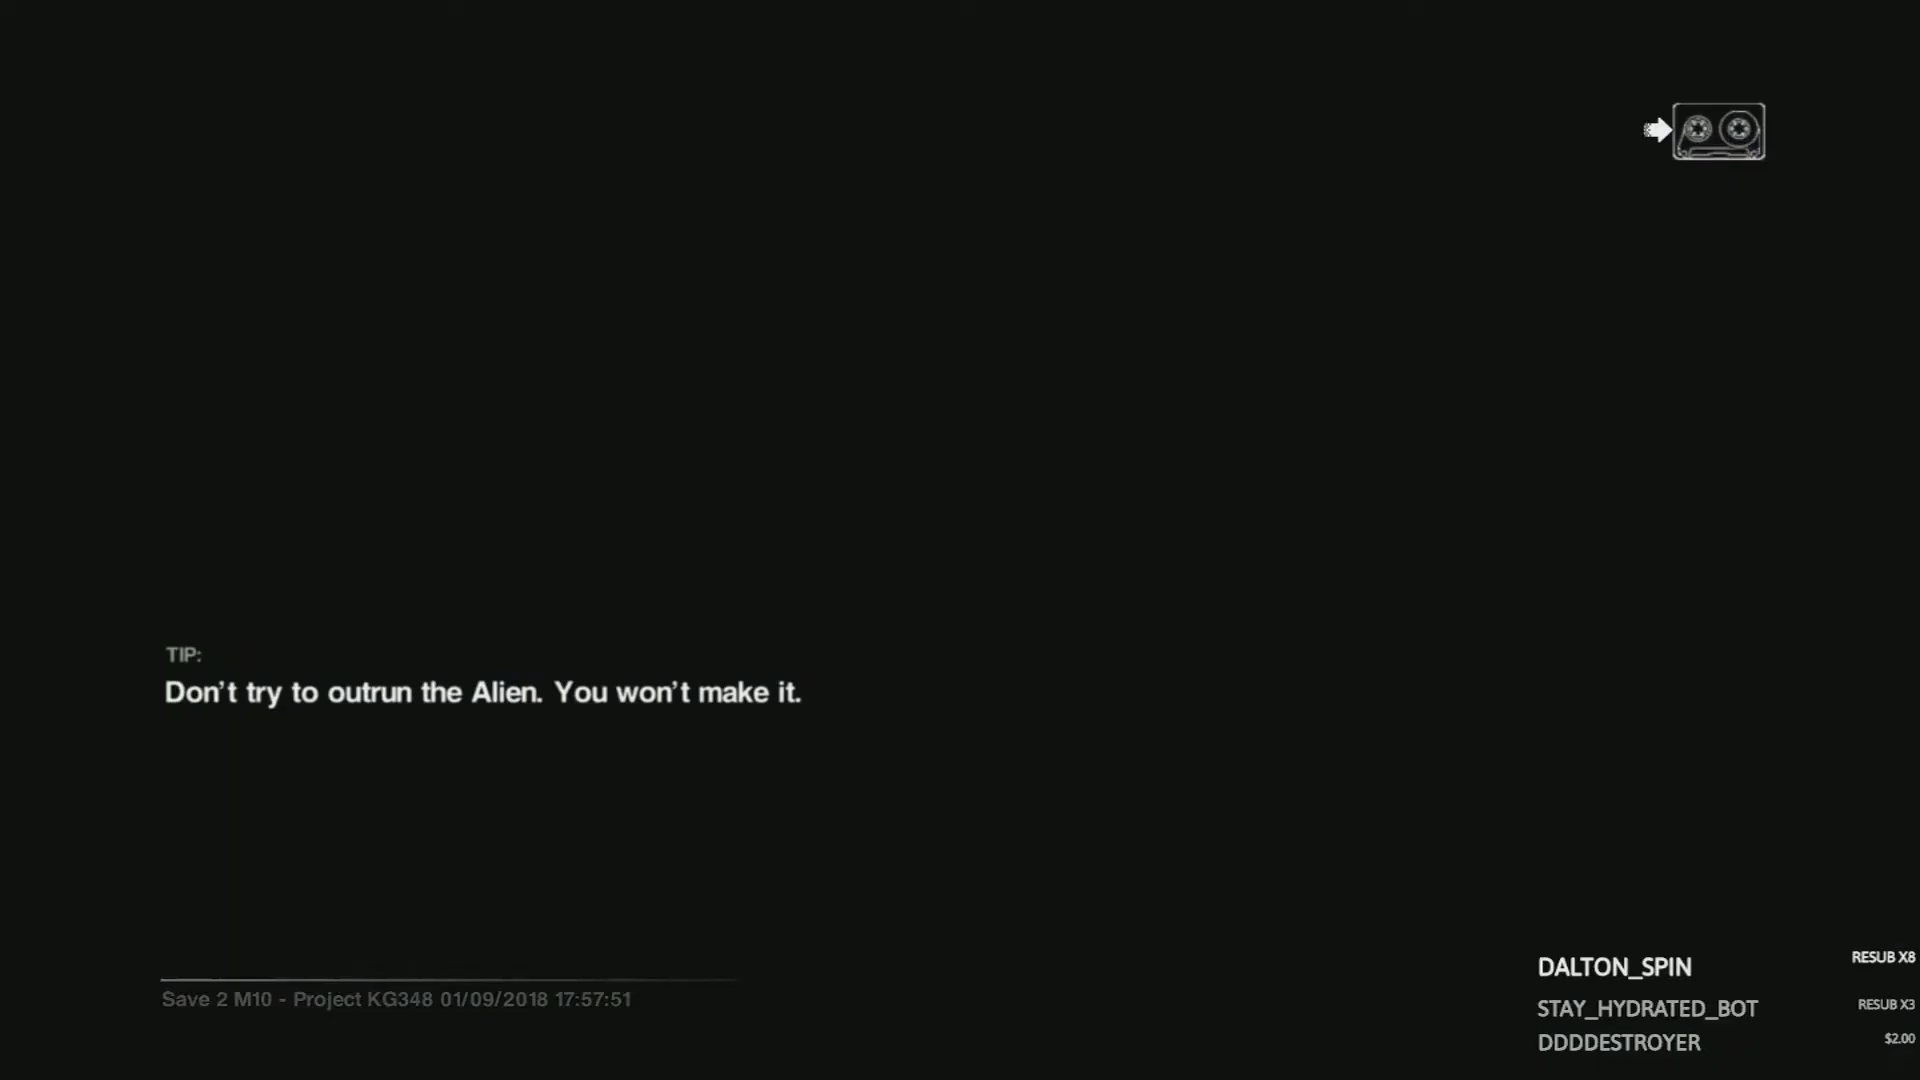 TIP:
Don't try to outrun the Alien. You won't make it.
Save 2 M10 - Project KG348 01/09/2018 17:57:51
DALTON_SPIN RESUB X8
STAY_HYDRATED_BOT RESUB X3
DDDDESTROYER $2.00